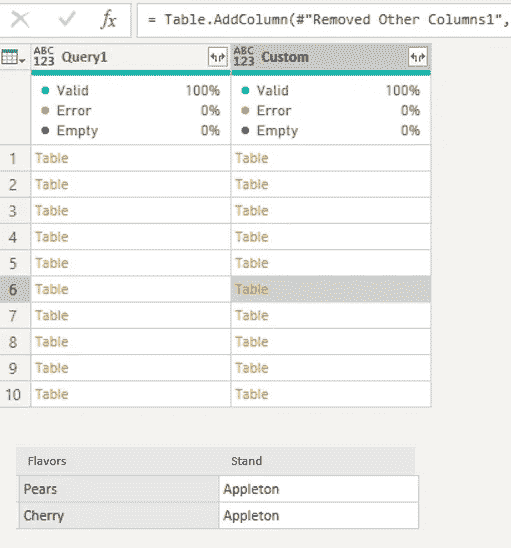 = Table.AddColumn(#"Removed Other Columns1",
ABC 123 Query1 ABC 123 Custom
Valid 100% Valid 100%
Error 0% Error 0%
Empty 0% Empty 0%
1 Table Table
2 Table Table
3 Table Table
4 Table Table
5 Table Table
6 Table Table
7 Table Table
8 Table Table
9 Table Table
10 Table Table
Flavors Stand
Pears Appleton
Cherry Appleton